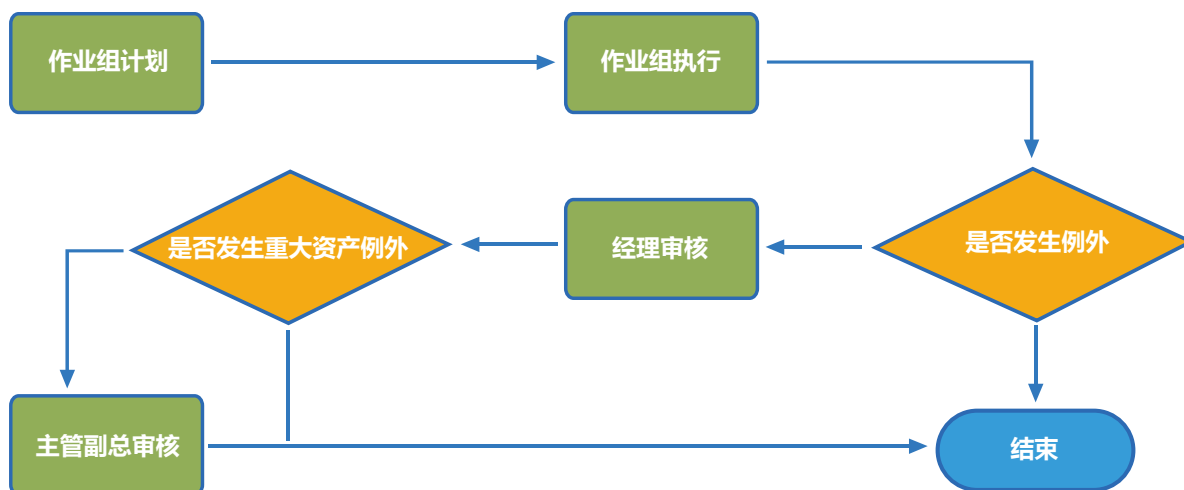 作业组计划
作业组执行
是否发生重大资产例外
经理审核
是否发生例外
主管副总审核
结束